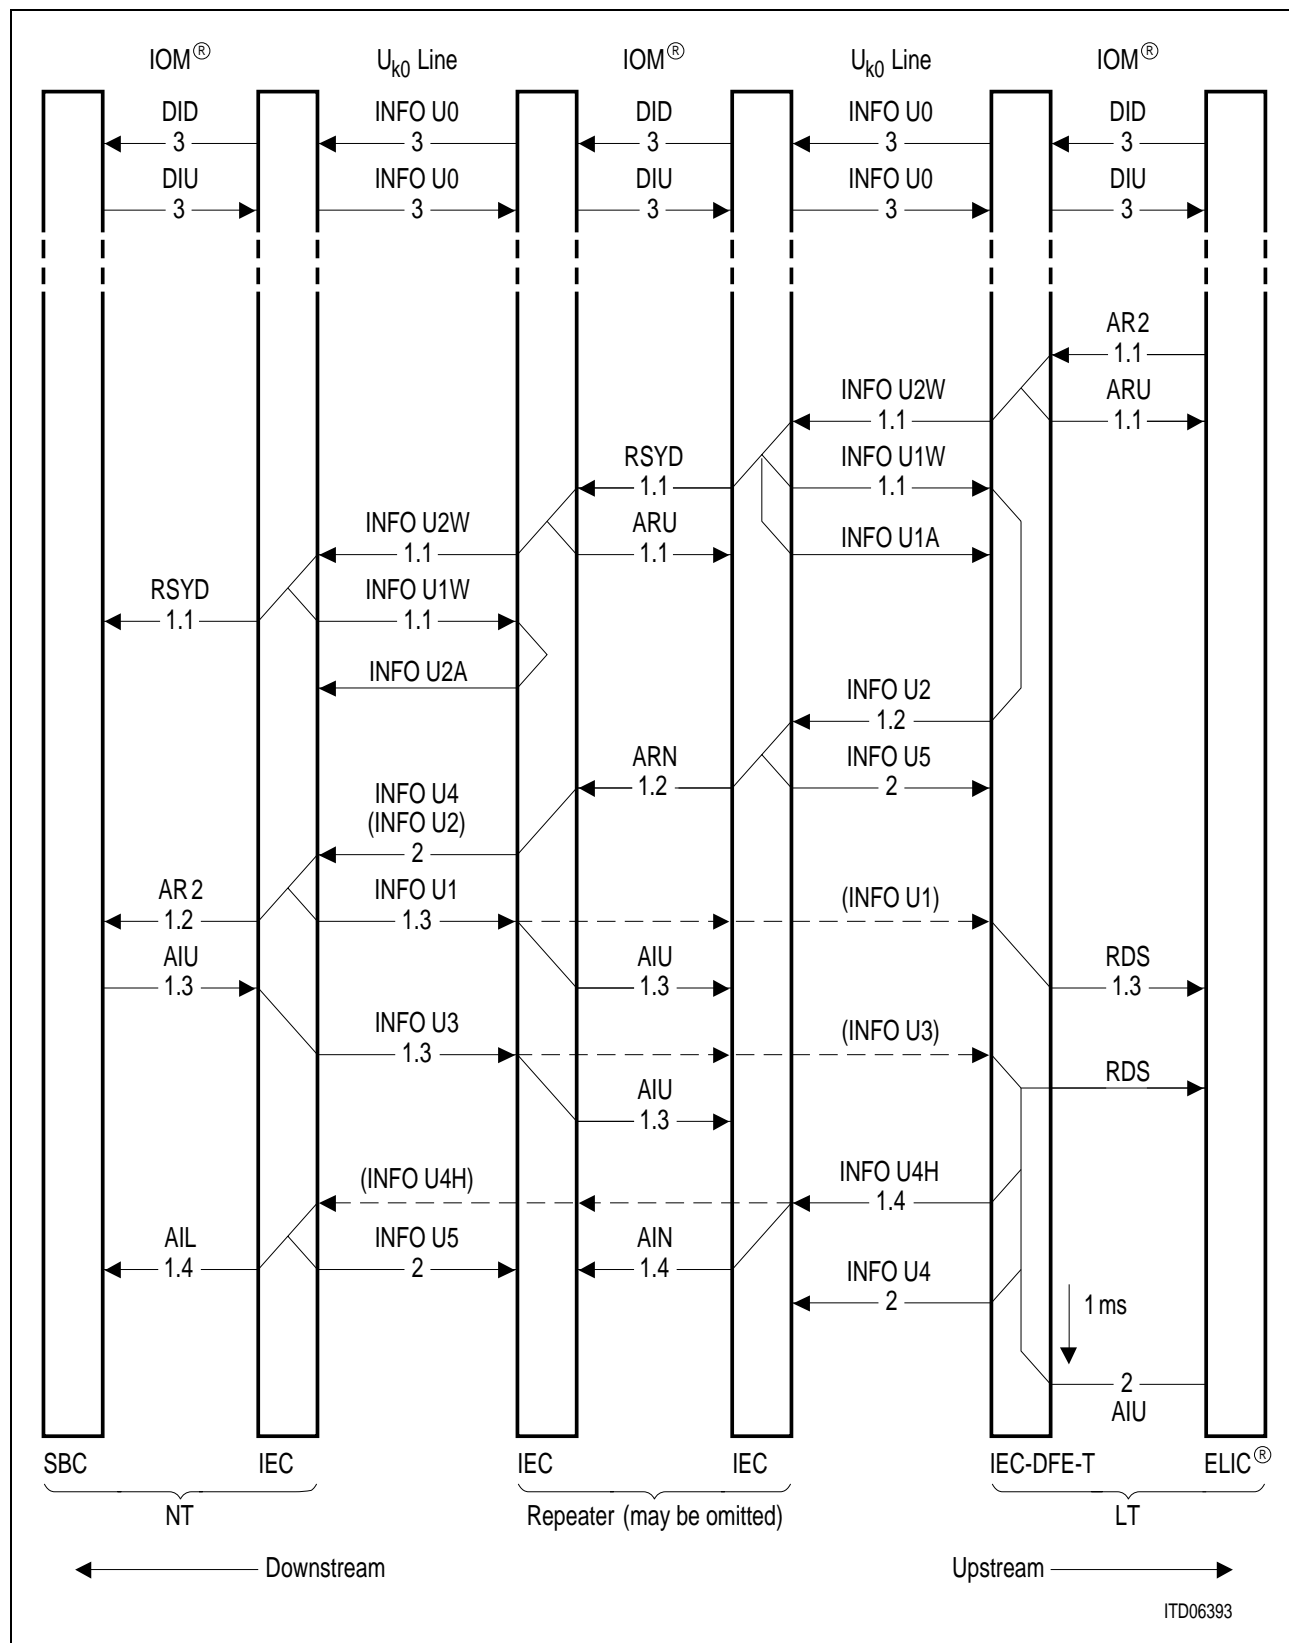 IOM® U_k0 Line IOM® U_k0 Line IOM®
DID INFO U0 DID INFO U0 DID
3 3 3 3 3
DIU INFO U0 DIU INFO U0 DIU
3 3 3 3 3
AR2
1.1
INFO U2W ARU
1.1 1.1
RSYD INFO U1W
1.1 1.1
INFO U2W ARU INFO U1A
1.1 1.1
RSYD INFO U1W
1.1 1.1
INFO U2A
INFO U2
1.2
ARN INFO U5
1.2 2
INFO U4
(INFO U2)
2
AR2 INFO U1 (INFO U1)
1.2 1.3
AIU AIU RDS
1.3 1.3 1.3
INFO U3 (INFO U3)
1.3
RDS
AIU
1.3
(INFO U4H) INFO U4H
1.4
AIL INFO U5 AIN
1.4 2 1.4
INFO U4
2
1 ms
2
AIU
SBC IEC IEC IEC IEC-DFE-T ELIC®
NT Repeater (may be omitted) LT
Downstream Upstream
ITD06393